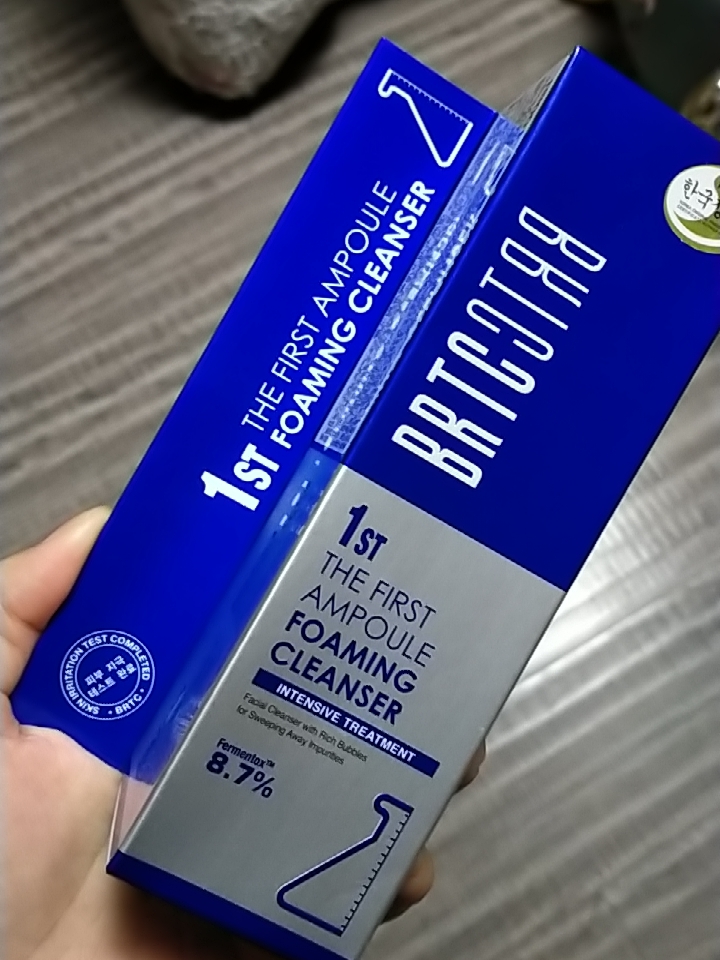 1ST THE FIRST AMPOULE
FOAMING CLEANSER
SKIN IRRITATION TEST COMPLETED
• BRTC •
피부 자극
테스트 완료
BRTC
1ST
THE FIRST
AMPOULE
FOAMING
CLEANSER
INTENSIVE TREATMENT
Facial Cleanser with Rich Bubbles
for Sweeping Away Impurities
Fermentox™
8.7%